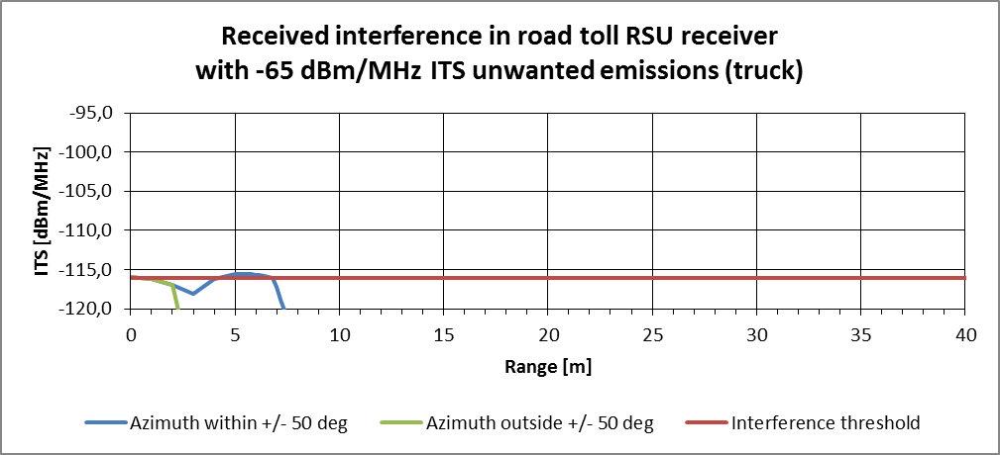 Received interference in road toll RSU receiver
with -65 dBm/MHz ITS unwanted emissions (truck)
ITS [dBm/MHz]
-95,0
-100,0
-105,0
-110,0
-115,0
-120,0
0 5 10 15 20 25 30 35 40
Range [m]
Azimuth within +/- 50 deg Azimuth outside +/- 50 deg Interference threshold